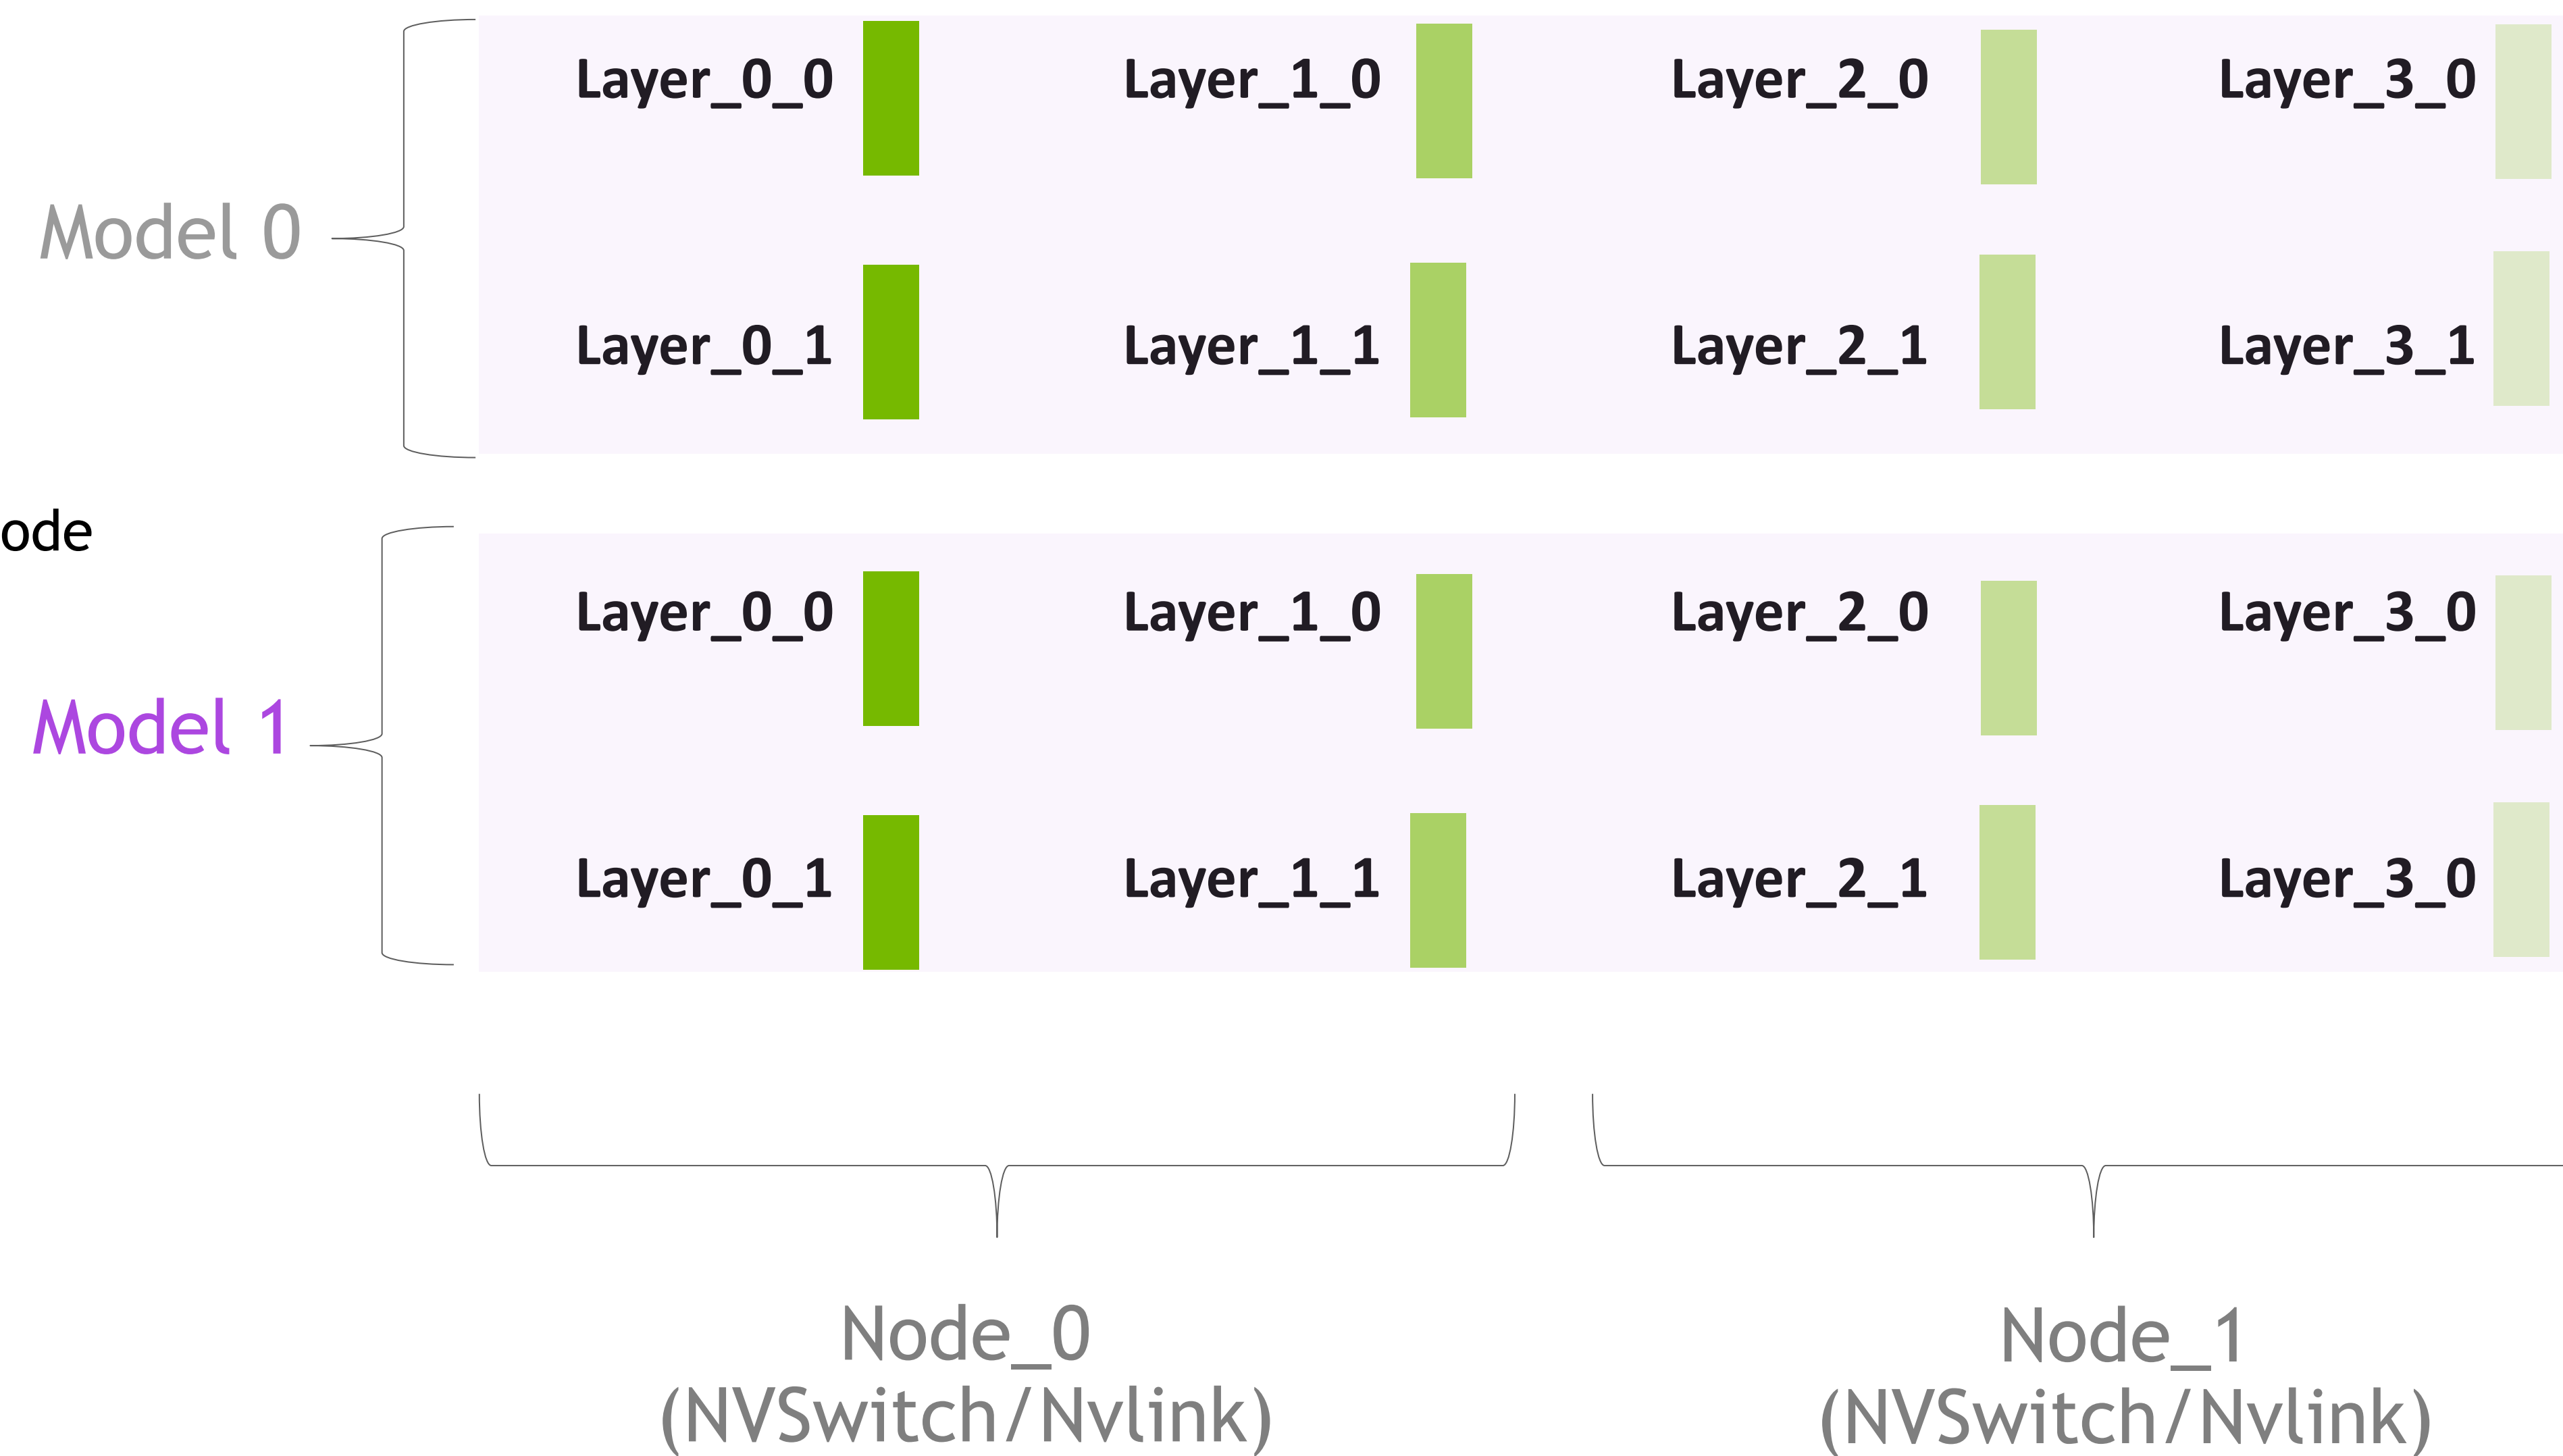 Layer_0_0 Layer_1_0 Layer_2_0 Layer_3_0
Model 0
Layer_0_1 Layer_1_1 Layer_2_1 Layer_3_1
ode
Layer_0_0 Layer_1_0 Layer_2_0 Layer_3_0
Model 1
Layer_0_1 Layer_1_1 Layer_2_1 Layer_3_0
Node_0
(NVSwitch/Nvlink)
Node_1
(NVSwitch/Nvlink)